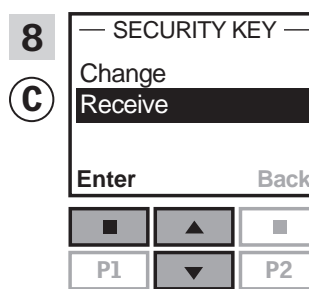 8
C
SECURITY KEY
Change
Receive
Enter Back
P1 P2